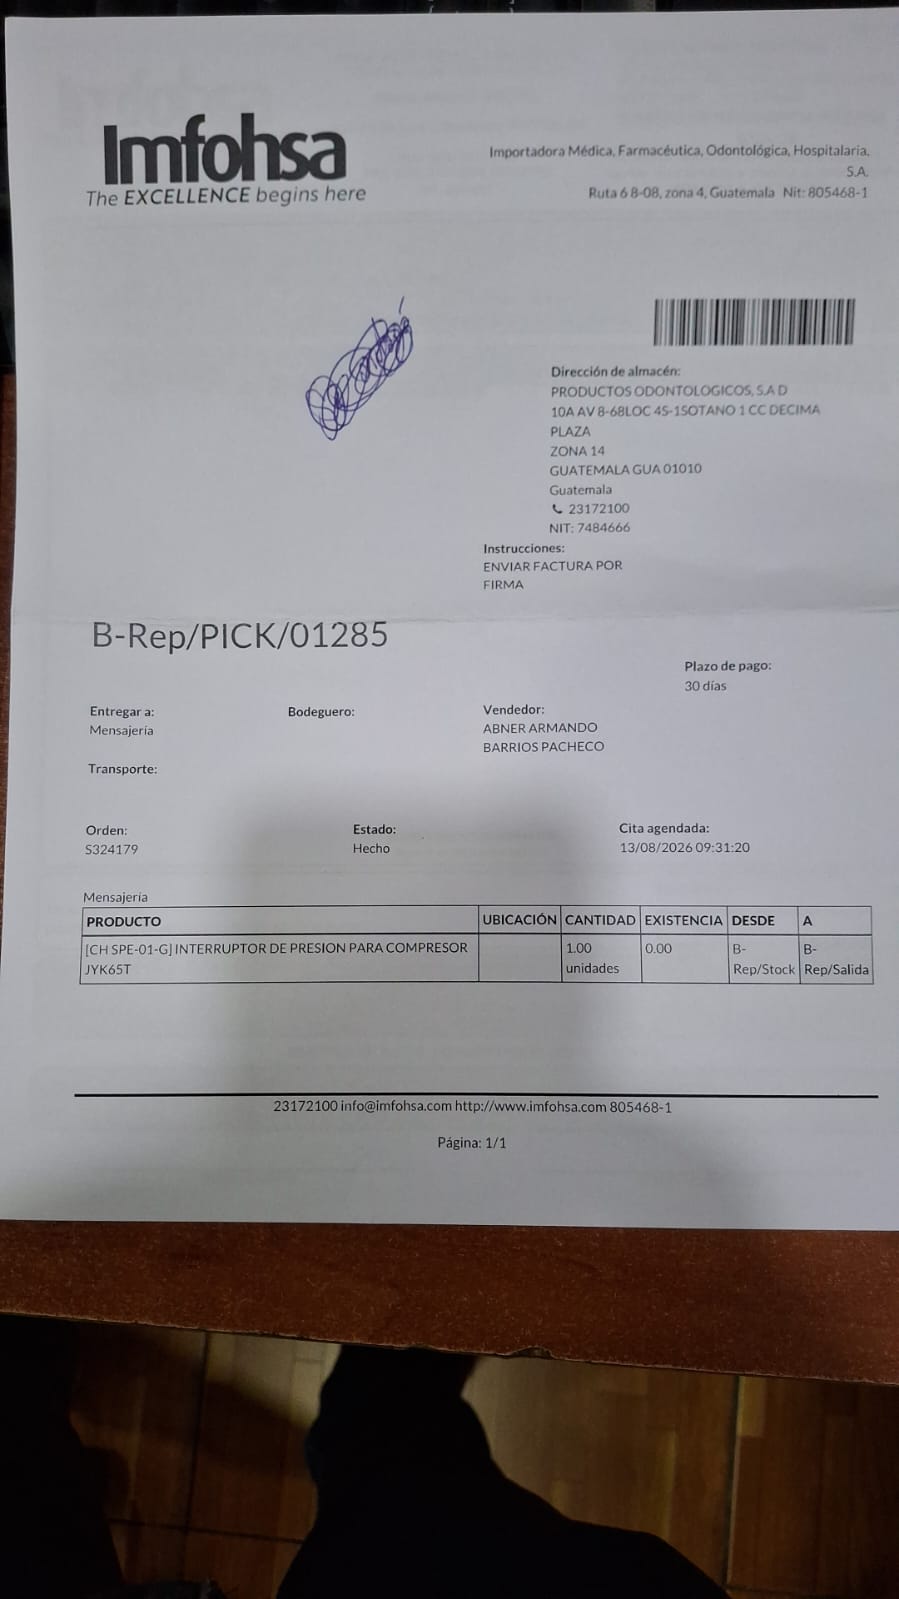 Imfohsa
The EXCELLENCE begins here
Importadora Médica, Farmacéutica, Odontológica, Hospitalaria,
S.A.
Ruta 6 8-08, zona 4, Guatemala Nit: 805468-1
Dirección de almacén:
PRODUCTOS ODONTOLOGICOS, S.A D
10A AV 8-68LOC 4S-1SOTANO 1 CC DECIMA
PLAZA
ZONA 14
GUATEMALA GUA 01010
Guatemala
23172100
NIT: 7484666
Instrucciones:
ENVIAR FACTURA POR
FIRMA
B-Rep/PICK/01285
Plazo de pago:
30 días
Entregar a:
Mensajería
Bodeguero:
Vendedor:
ABNER ARMANDO
BARRIOS PACHECO
Transporte:
Orden:
S324179
Estado:
Hecho
Cita agendada:
13/08/2026 09:31:20
Mensajería
PRODUCTO UBICACIÓN CANTIDAD EXISTENCIA DESDE A
[CH SPE-01-G] INTERRUPTOR DE PRESION PARA COMPRESOR 1.00 0.00 B- B-
JYK65T unidades Rep/Stock Rep/Salida
23172100 info@imfohsa.com http://www.imfohsa.com 805468-1
Página: 1/1